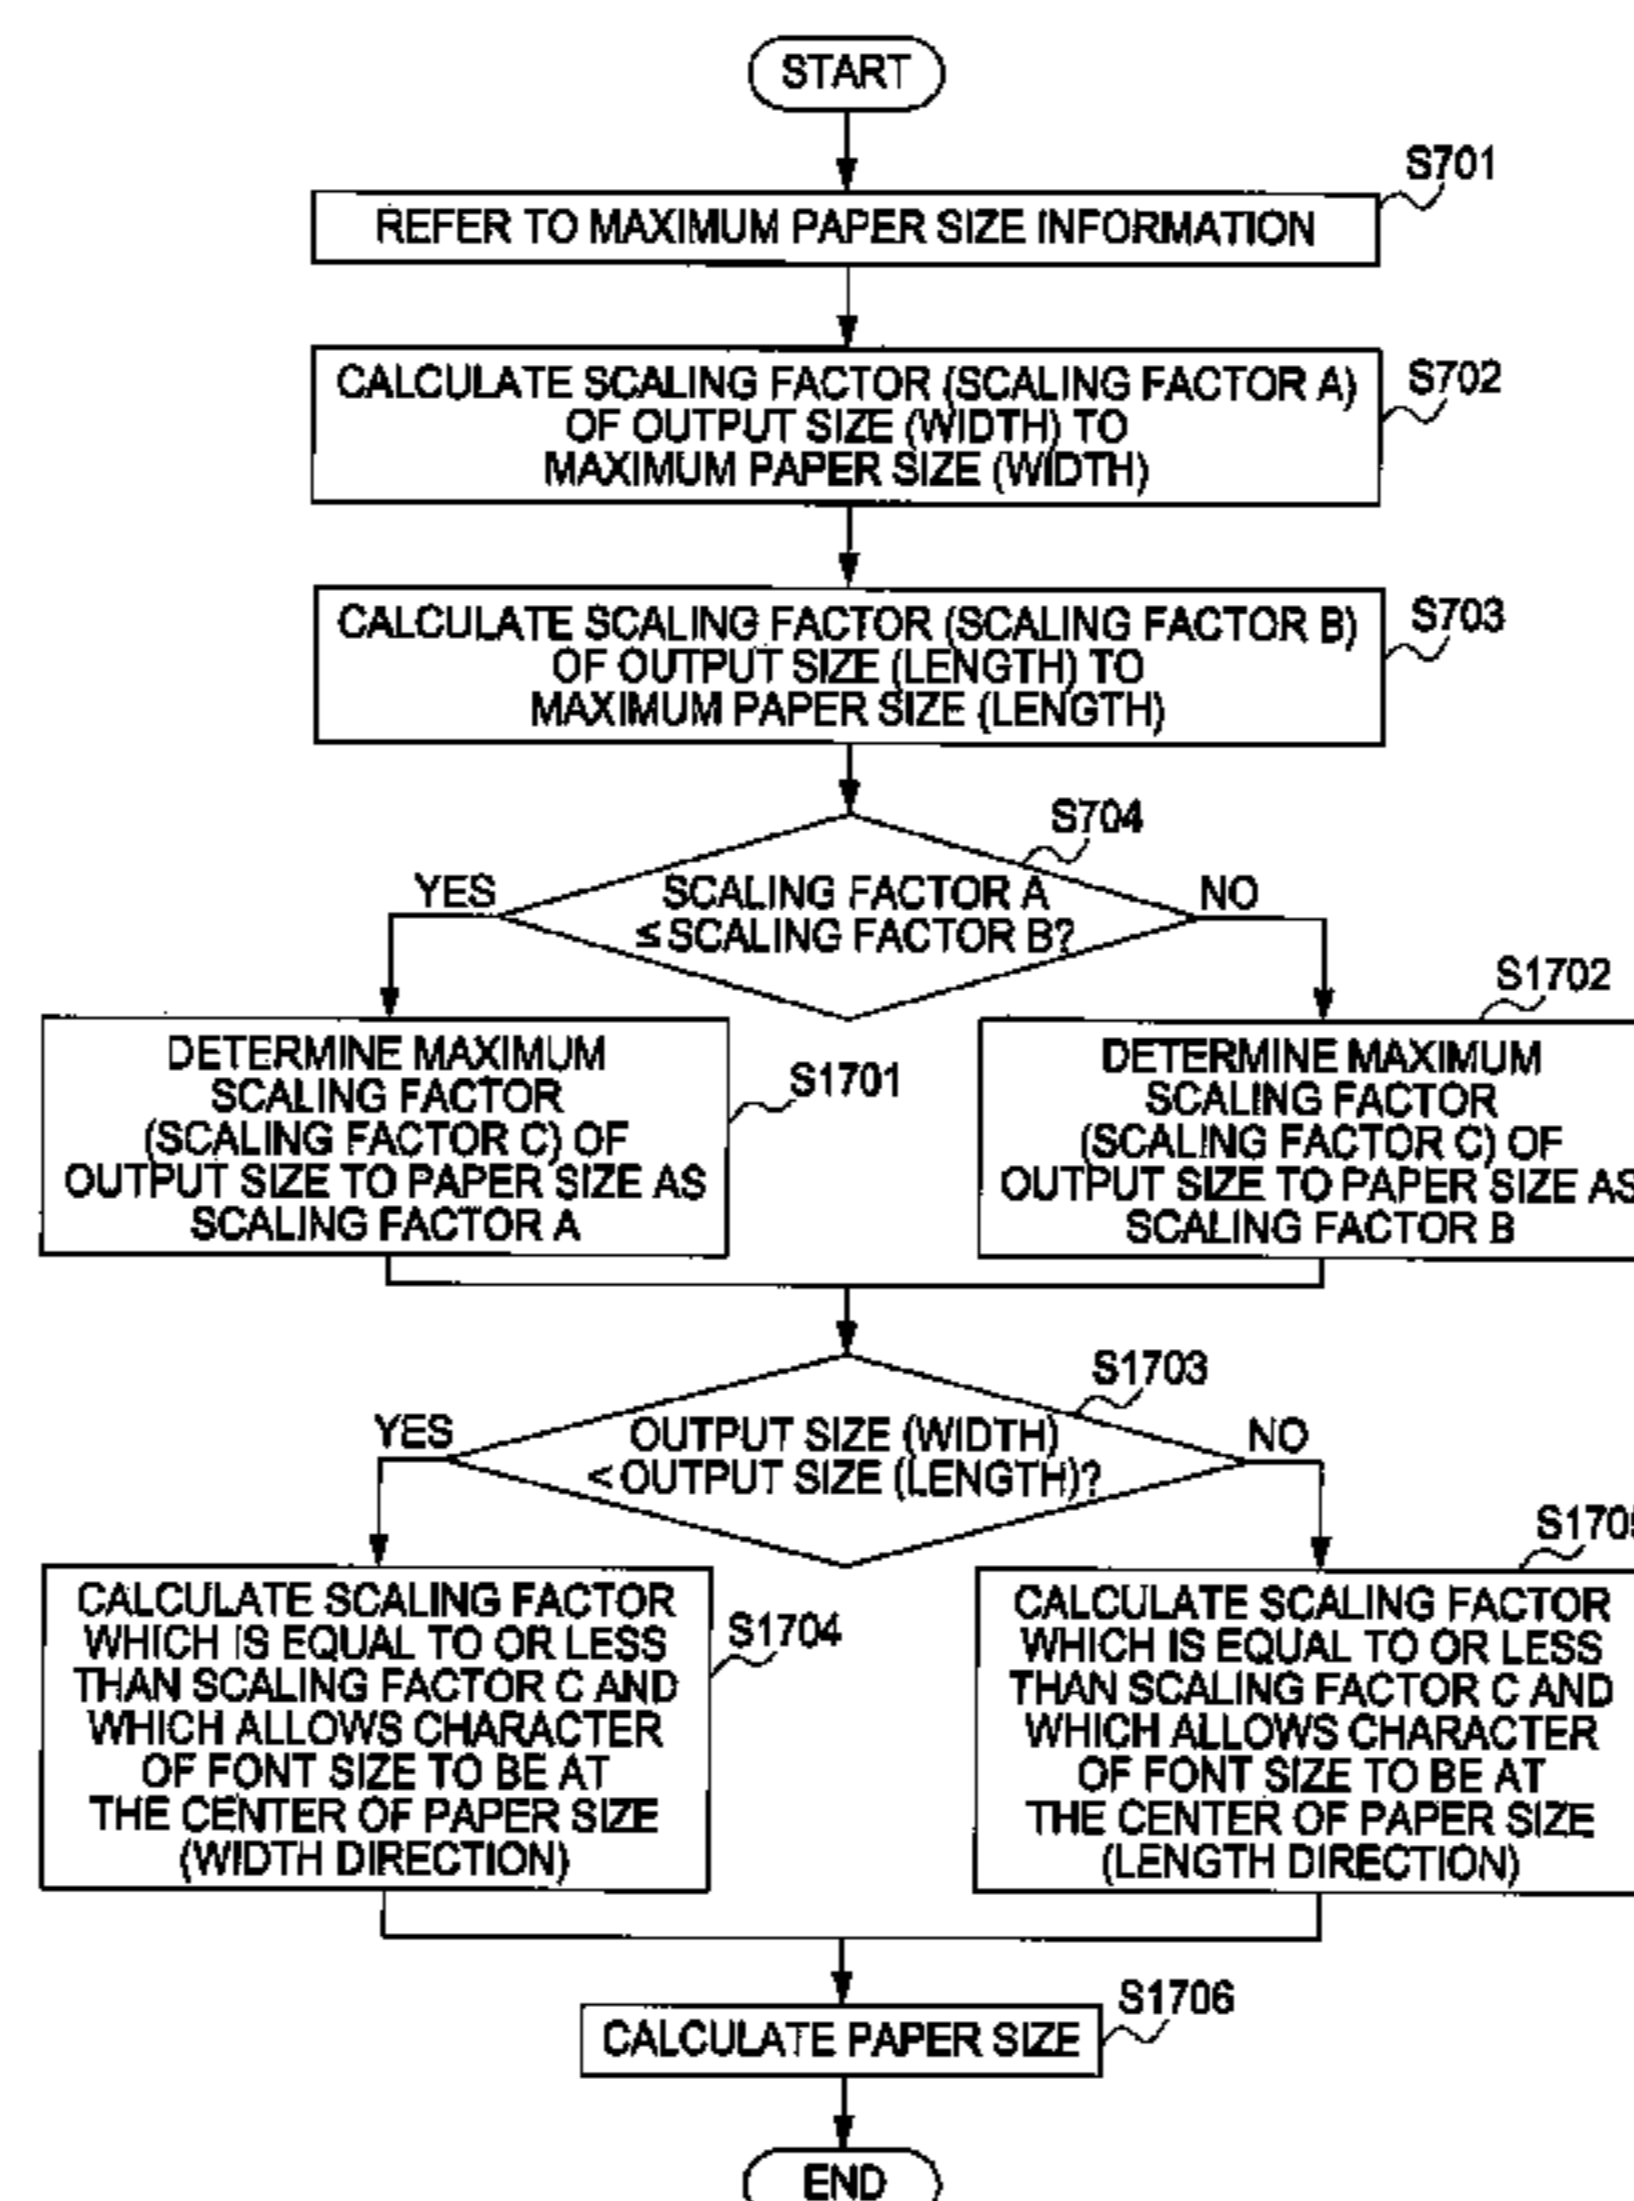 START
S701
REFER TO MAXIMUM PAPER SIZE INFORMATION
S702
CALCULATE SCALING FACTOR (SCALING FACTOR A)
OF OUTPUT SIZE (WIDTH) TO
MAXIMUM PAPER SIZE (WIDTH)
S703
CALCULATE SCALING FACTOR (SCALING FACTOR B)
OF OUTPUT SIZE (LENGTH) TO
MAXIMUM PAPER SIZE (LENGTH)
S704
YES
SCALING FACTOR A
≤ SCALING FACTOR B?
NO
S1701
DETERMINE MAXIMUM
SCALING FACTOR
(SCALING FACTOR C) OF
OUTPUT SIZE TO PAPER SIZE AS
SCALING FACTOR A
S1702
DETERMINE MAXIMUM
SCALING FACTOR
(SCALING FACTOR C) OF
OUTPUT SIZE TO PAPER SIZE AS
SCALING FACTOR B
S1703
YES
OUTPUT SIZE (WIDTH)
< OUTPUT SIZE (LENGTH)?
NO
S1704
CALCULATE SCALING FACTOR
WHICH IS EQUAL TO OR LESS
THAN SCALING FACTOR C AND
WHICH ALLOWS CHARACTER
OF FONT SIZE TO BE AT
THE CENTER OF PAPER SIZE
(WIDTH DIRECTION)
S1705
CALCULATE SCALING FACTOR
WHICH IS EQUAL TO OR LESS
THAN SCALING FACTOR C AND
WHICH ALLOWS CHARACTER
OF FONT SIZE TO BE AT
THE CENTER OF PAPER SIZE
(LENGTH DIRECTION)
S1706
CALCULATE PAPER SIZE
END